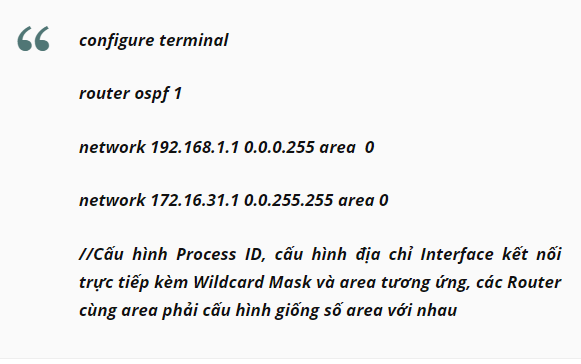 configure terminal
router ospf 1
network 192.168.1.1 0.0.0.255 area  0
network 172.16.31.1 0.0.255.255 area 0
//Cấu hình Process ID, cấu hình địa chỉ Interface kết nối
trực tiếp kèm Wildcard Mask và area tương ứng, các Router
cùng area phải cấu hình giống số area với nhau